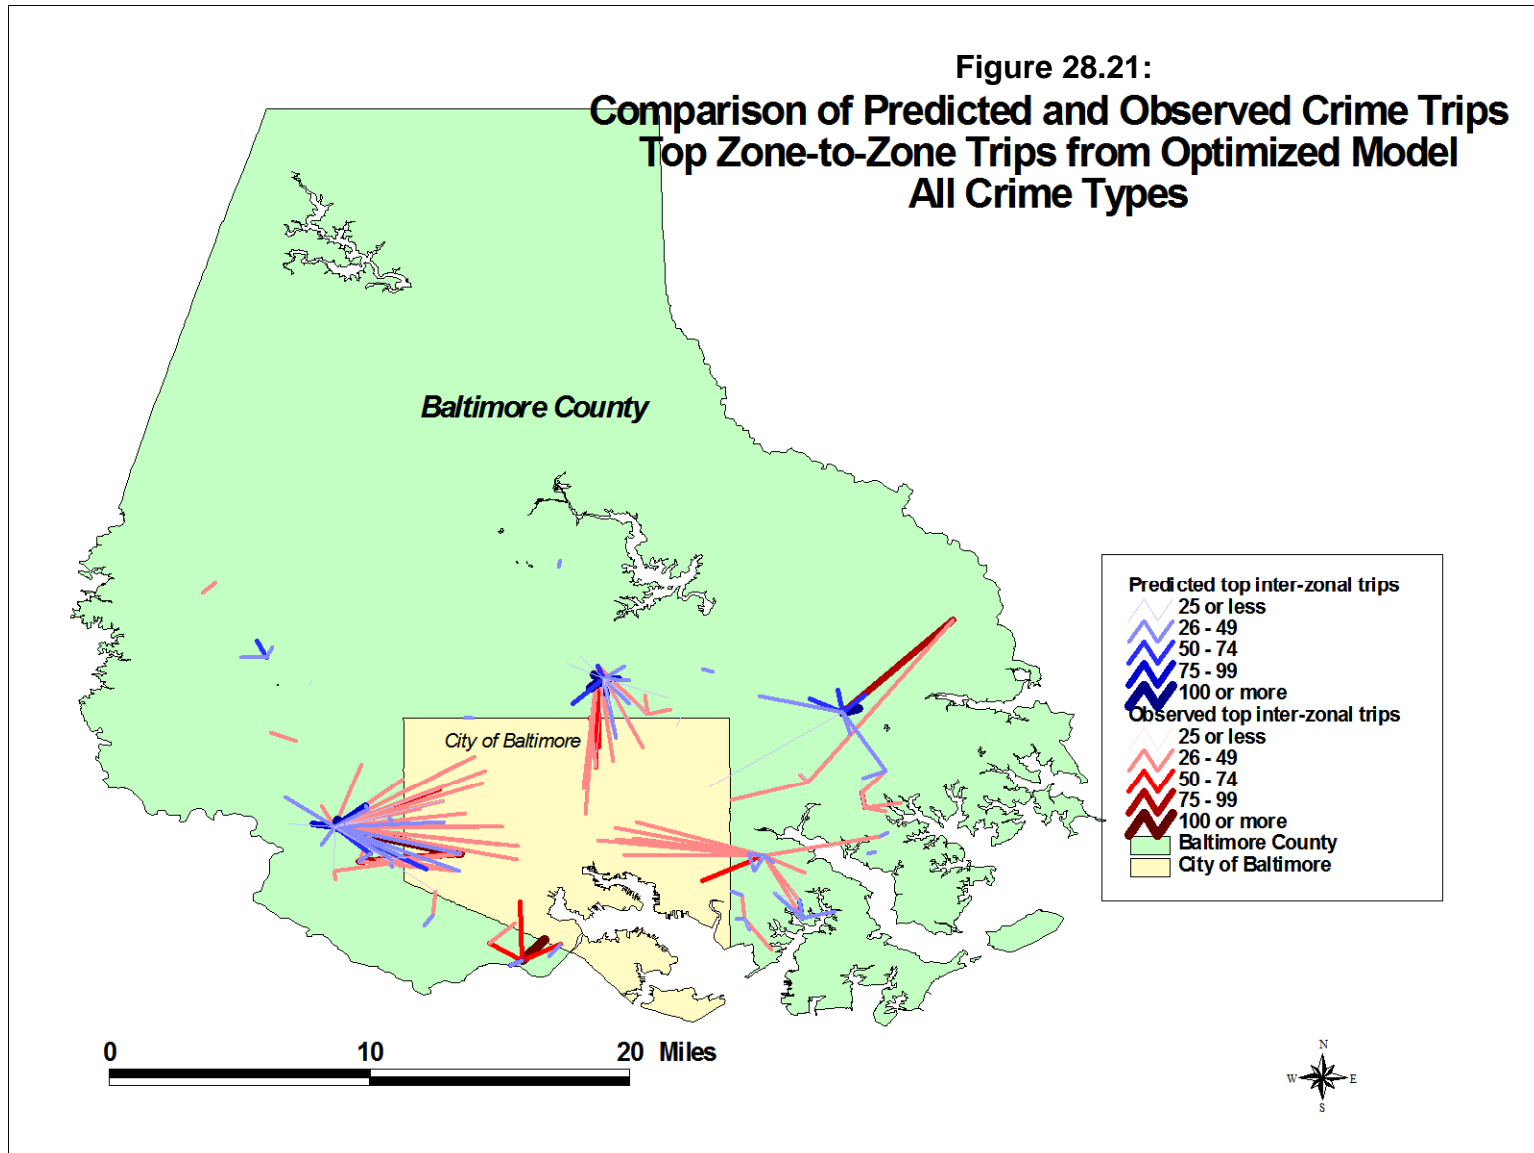 Figure 28.21:
Comparison of Predicted and Observed Crime Trips
Top Zone-to-Zone Trips from Optimized Model
All Crime Types
Baltimore County
City of Baltimore
Predicted top inter-zonal trips
25 or less
26 - 49
50 - 74
75 - 99
100 or more
Observed top inter-zonal trips
25 or less
26 - 49
50 - 74
75 - 99
100 or more
Baltimore County
City of Baltimore
0 10 20 Miles
N
W E
S